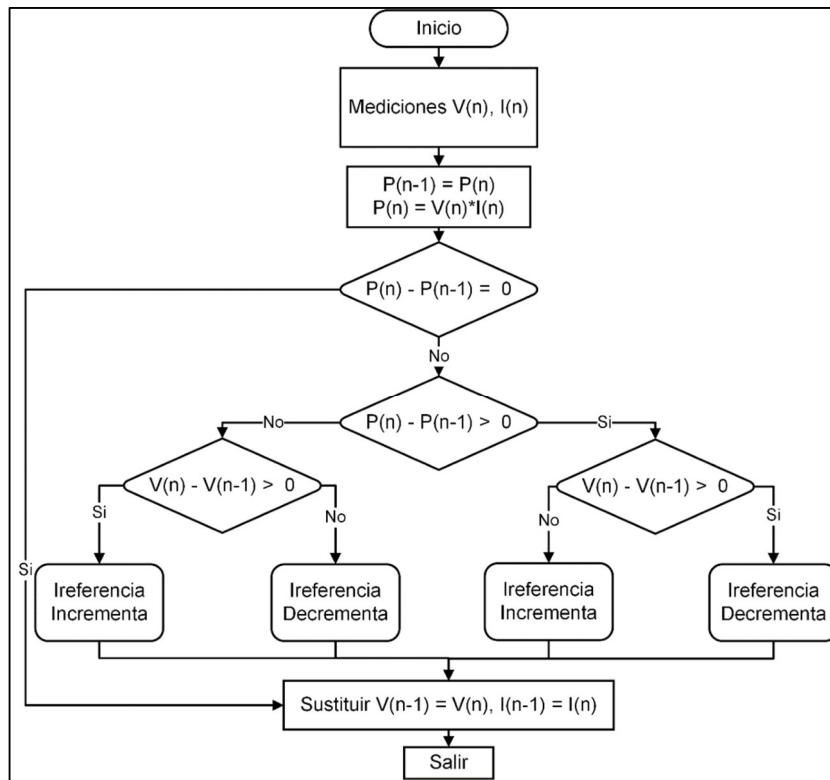 Inicio
Mediciones V(n), I(n)
P(n-1) = P(n)
P(n) = V(n)*I(n)
P(n) - P(n-1) = 0
No
P(n) - P(n-1) > 0
No
Si
V(n) - V(n-1) > 0
V(n) - V(n-1) > 0
Si
No
No
Si
Si
Ireferencia
Incrementa
Ireferencia
Decrementa
Ireferencia
Incrementa
Ireferencia
Decrementa
Sustituir V(n-1) = V(n), I(n-1) = I(n)
Salir